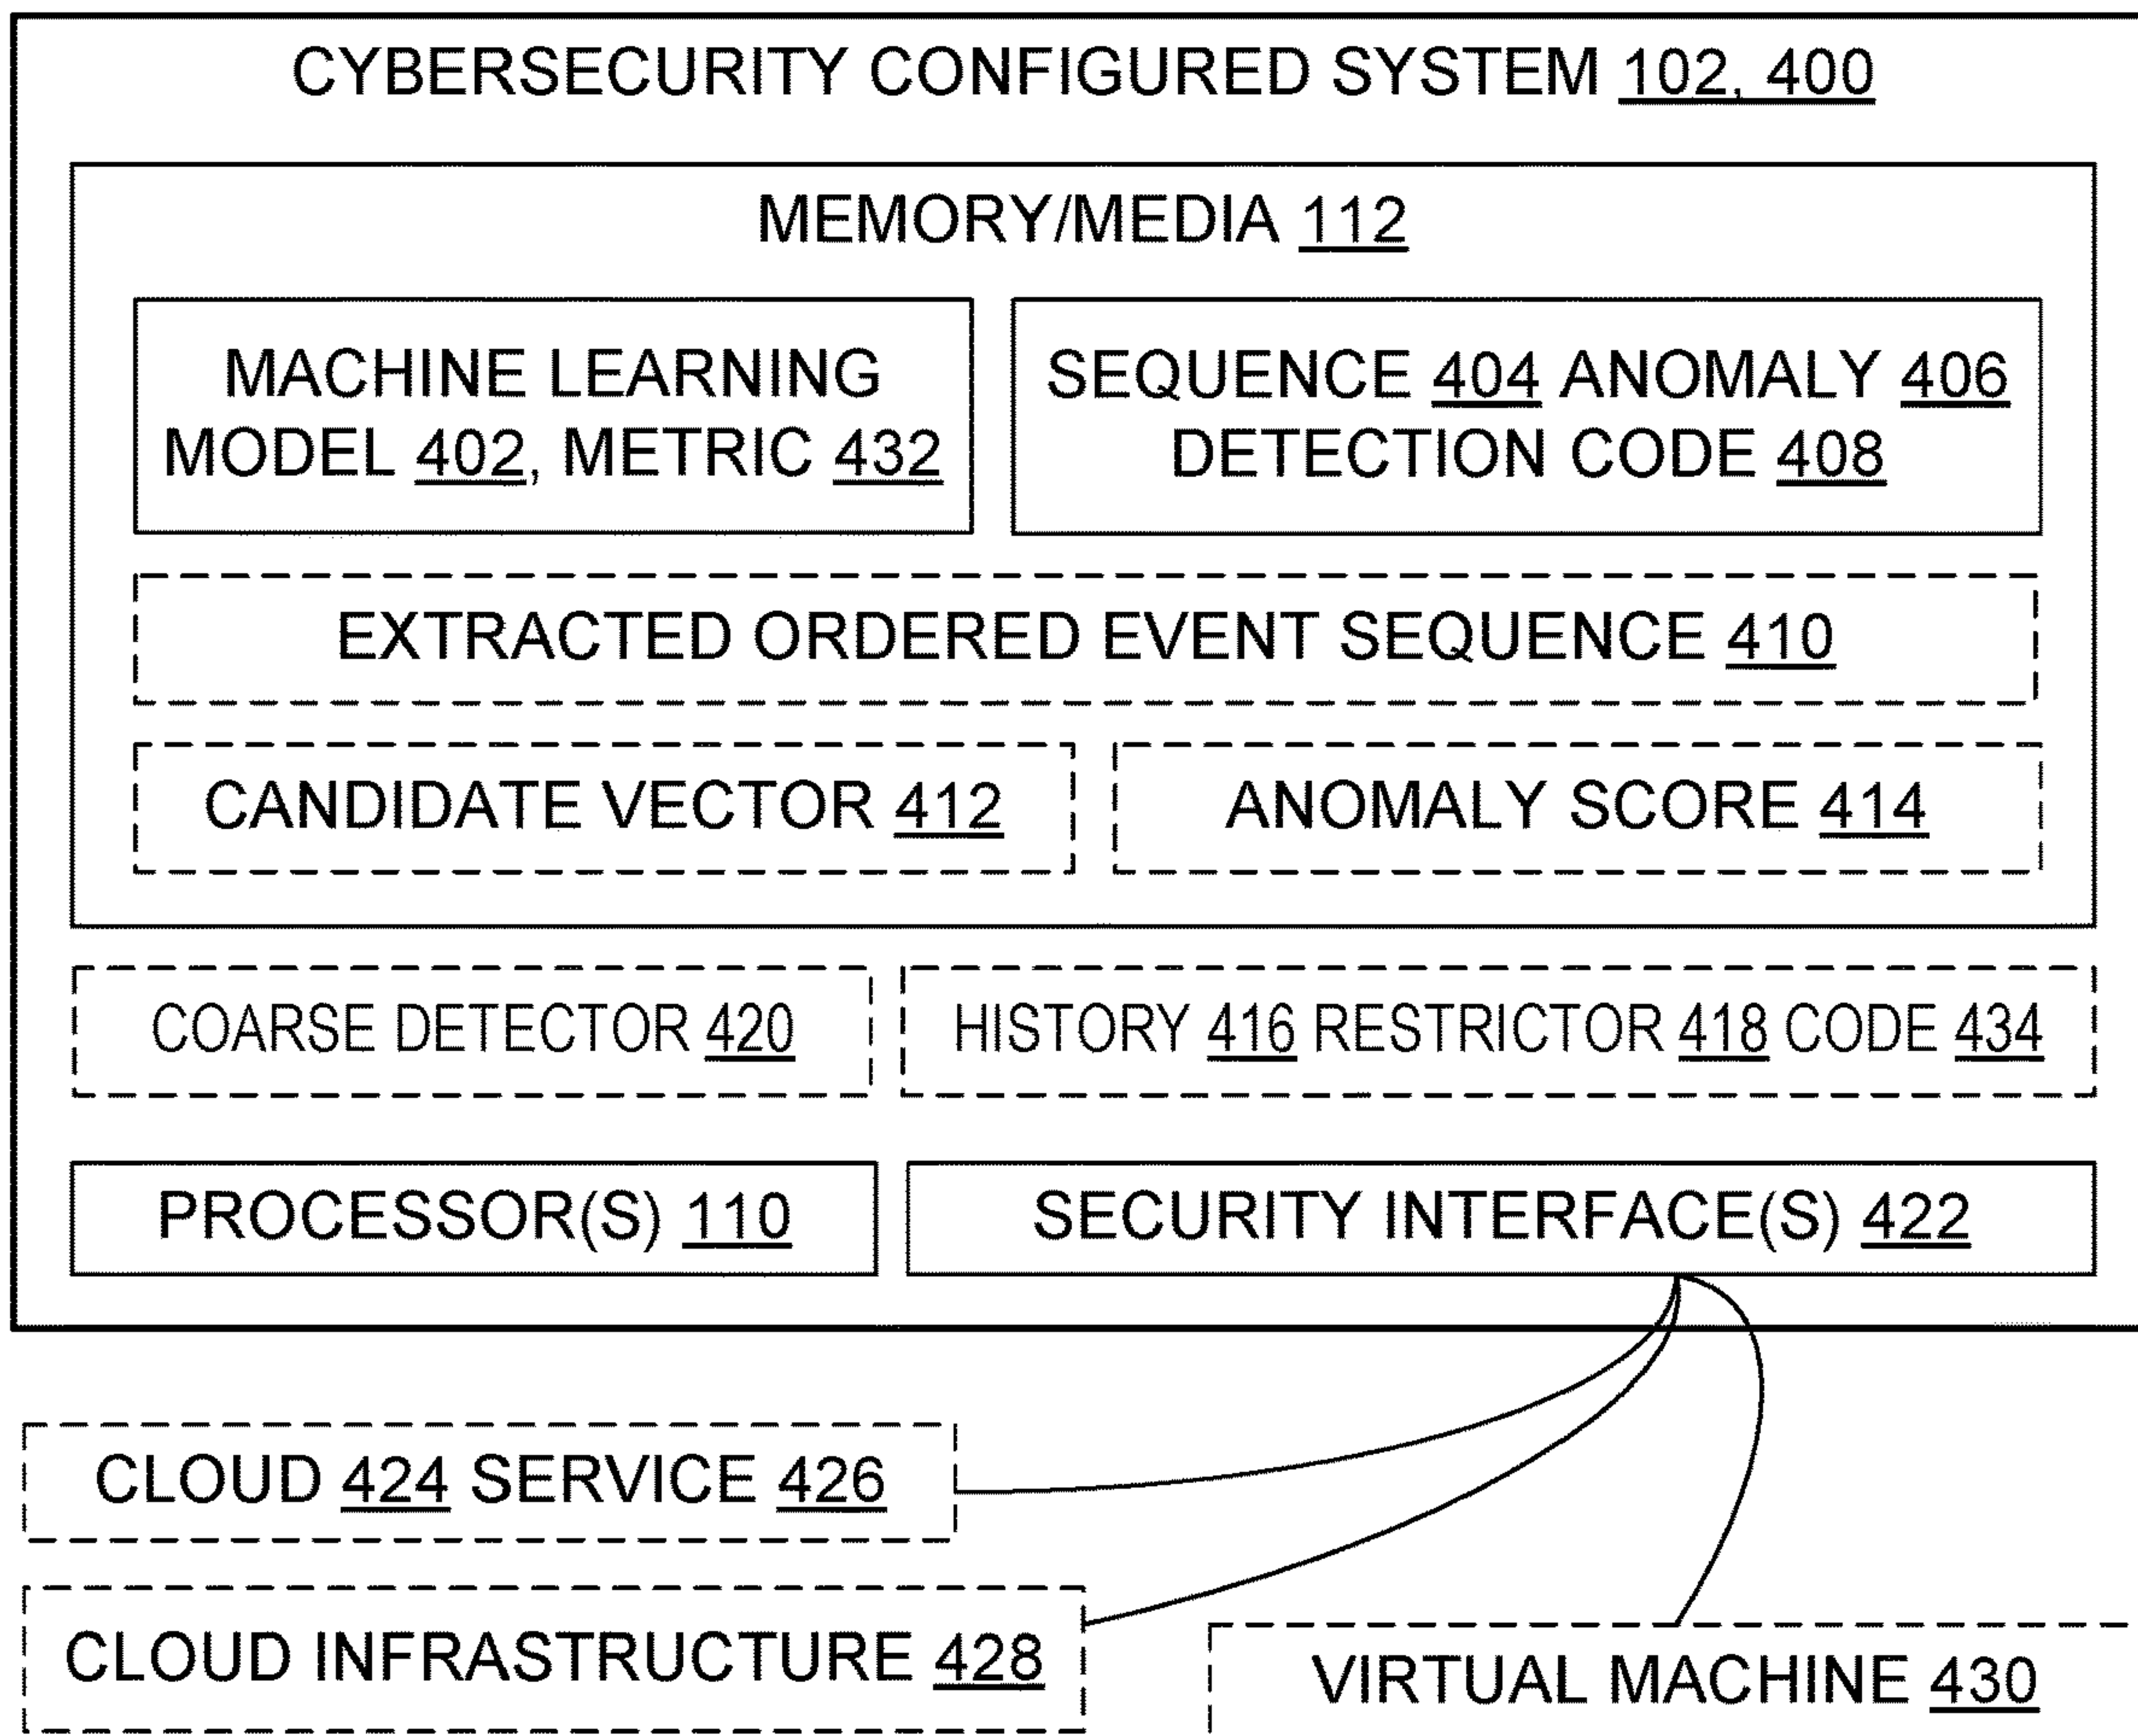 CYBERSECURITY CONFIGURED SYSTEM 102, 400
MEMORY/MEDIA 112
MACHINE LEARNING
MODEL 402, METRIC 432
SEQUENCE 404 ANOMALY 406
DETECTION CODE 408
EXTRACTED ORDERED EVENT SEQUENCE 410
CANDIDATE VECTOR 412
ANOMALY SCORE 414
COARSE DETECTOR 420
HISTORY 416 RESTRICTOR 418 CODE 434
PROCESSOR(S) 110
SECURITY INTERFACE(S) 422
CLOUD 424 SERVICE 426
CLOUD INFRASTRUCTURE 428
VIRTUAL MACHINE 430